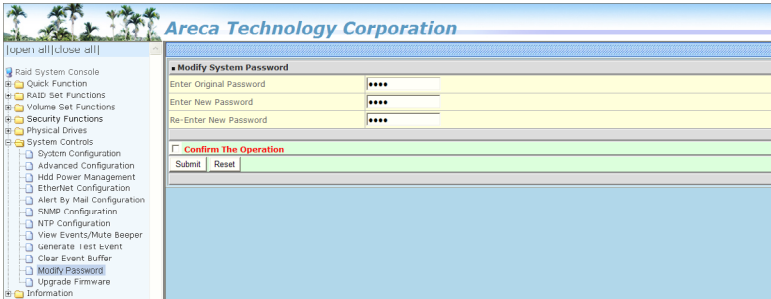 Areca Technology Corporation
|open all|close all|
Raid System Console
Quick Function
RAID Set Functions
Volume Set Functions
Security Functions
Physical Drives
System Controls
System Configuration
Advanced Configuration
Hdd Power Management
EtherNet Configuration
Alert By Mail Configuration
SNMP Configuration
NTP Configuration
View Events/Mute Beeper
Generate Test Event
Clear Event Buffer
Modify Password
Upgrade Firmware
Information
Modify System Password
Enter Original Password ••••
Enter New Password ••••
Re-Enter New Password ••••
Confirm The Operation
Submit Reset